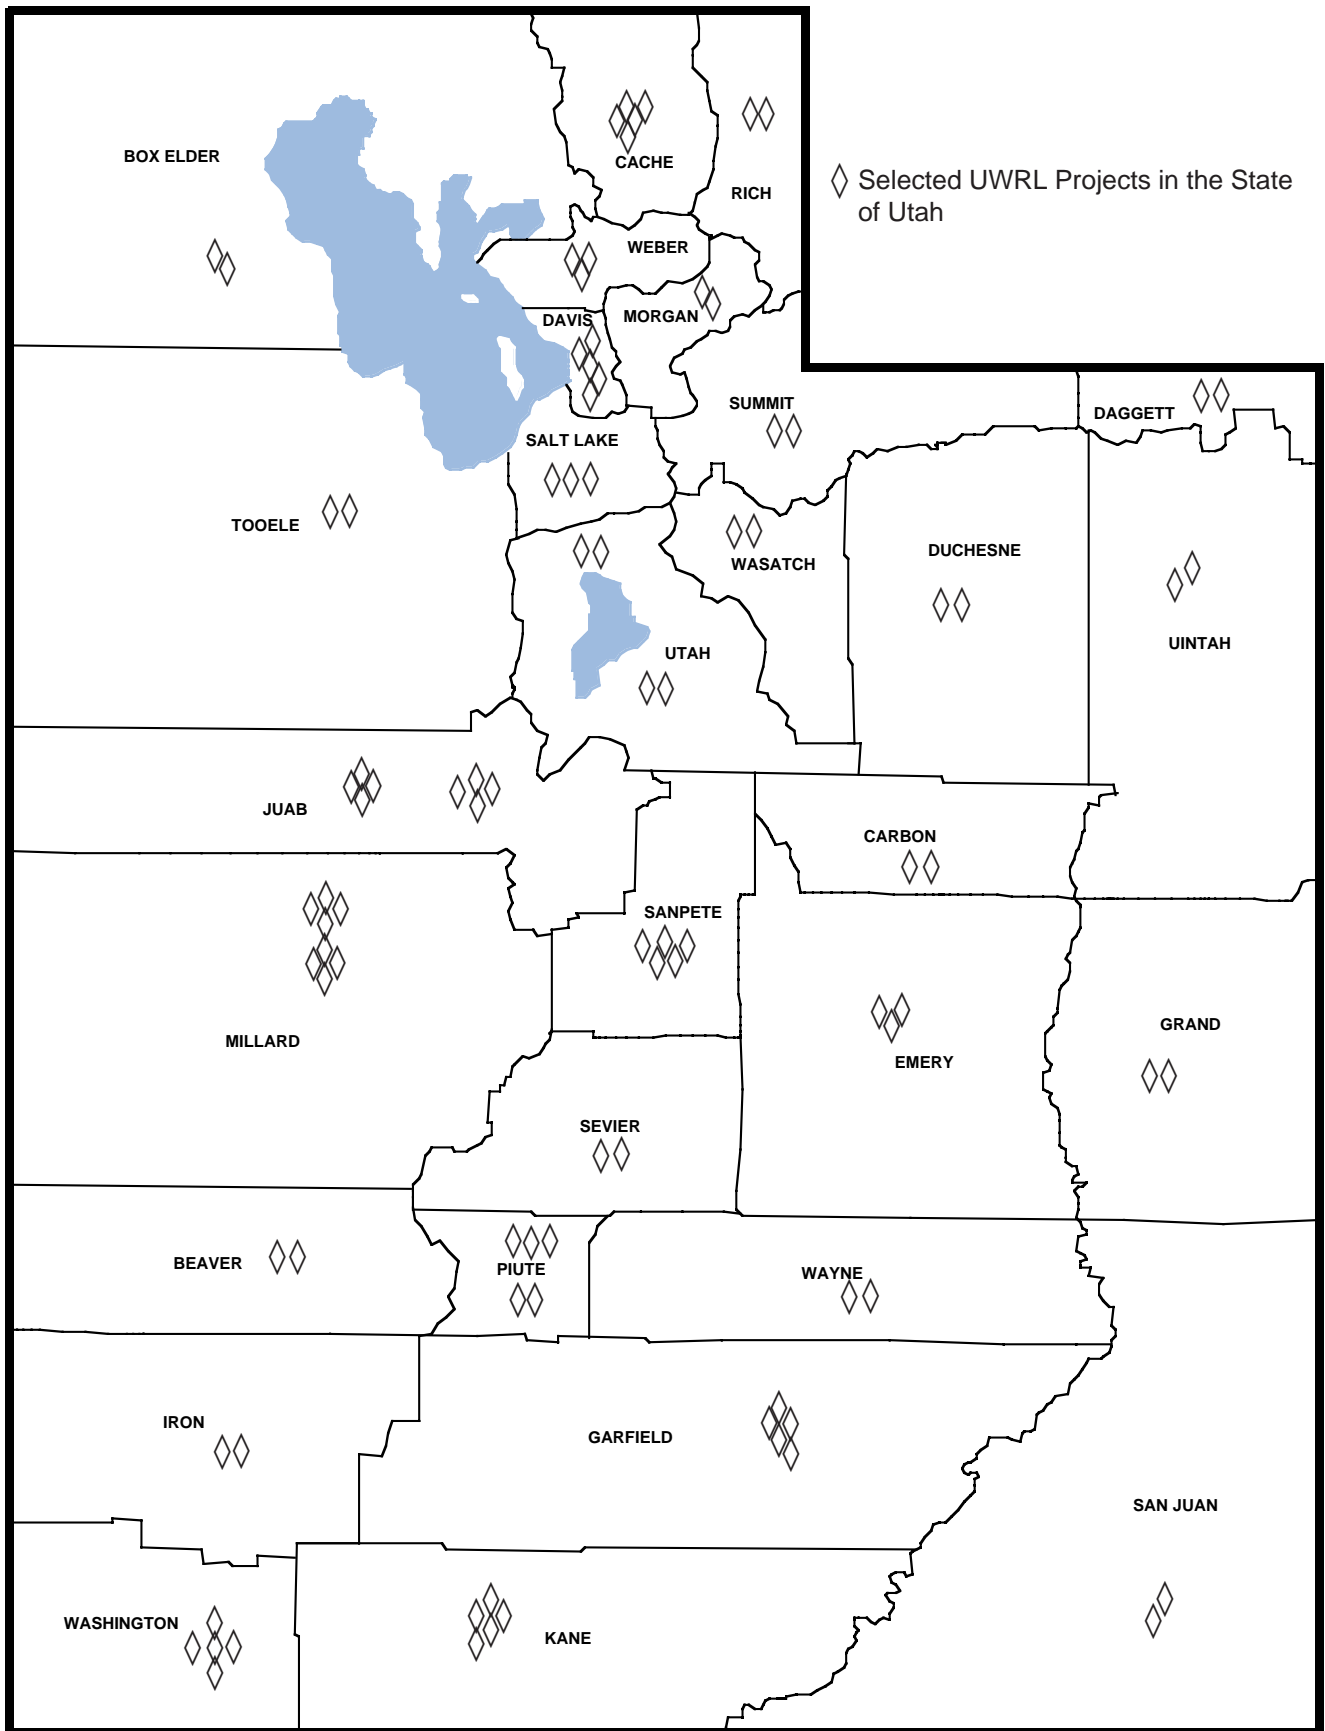 BOX ELDER
CACHE
RICH
Selected UWRL Projects in the State
of Utah
WEBER
DAVIS
MORGAN
SUMMIT
DAGGETT
SALT LAKE
TOOELE
WASATCH
DUCHESNE
UINTAH
UTAH
JUAB
CARBON
SANPETE
MILLARD
GRAND
EMERY
SEVIER
BEAVER
PIUTE
WAYNE
IRON
GARFIELD
SAN JUAN
WASHINGTON
KANE